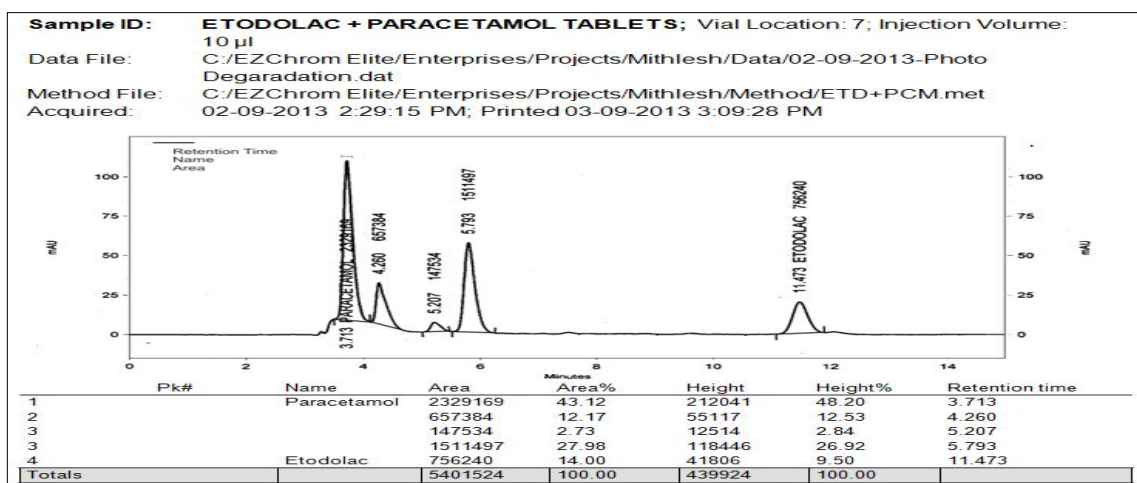 Sample ID: ETODOLAC + PARACETAMOL TABLETS; Vial Location: 7; Injection Volume:
10 µl
Data File: C:/EZChrom Elite/Enterprises/Projects/Mithlesh/Data/02-09-2013-Photo
Degaradation.dat
Method File: C:/EZChrom Elite/Enterprises/Projects/Mithlesh/Method/ETD+PCM.met
Acquired: 02-09-2013 2:29:15 PM; Printed 03-09-2013 3:09:28 PM
Retention Time
Name
Area
100 100
75 75
50 50
25 25
0 0
mAU mAU
3.713 PARACETAMOL 2329169
4.260 657384
5.207 147534
5.793 1511497
11.473 ETODOLAC 756240
0 2 4 6 8 10 12 14
Minutes
Pk# Name Area Area% Height Height% Retention time
1 Paracetamol 2329169 43.12 212041 48.20 3.713
2 657384 12.17 55117 12.53 4.260
3 147534 2.73 12514 2.84 5.207
3 1511497 27.98 118446 26.92 5.793
4 Etodolac 756240 14.00 41806 9.50 11.473
Totals 5401524 100.00 439924 100.00